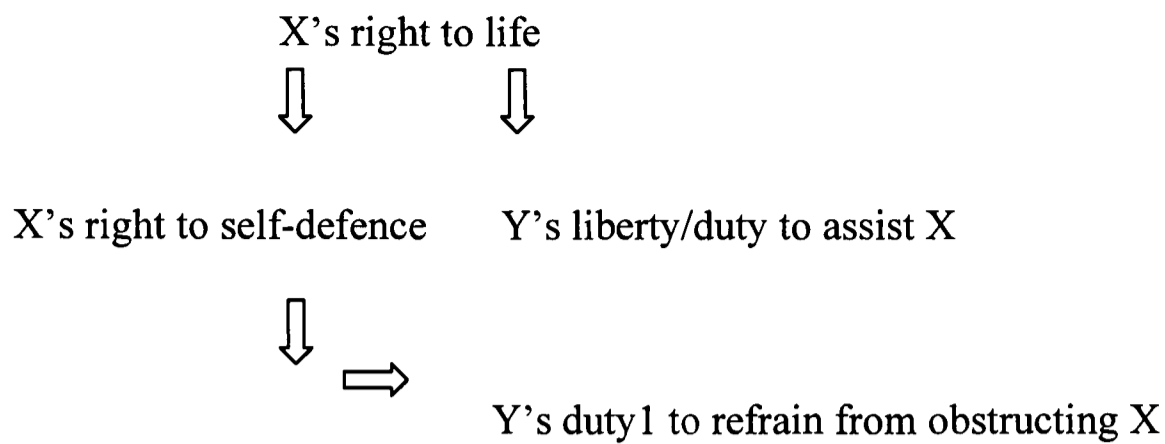 X’s right to life
X’s right to self-defence Y’s liberty/duty to assist X
Y’s duty1 to refrain from obstructing X